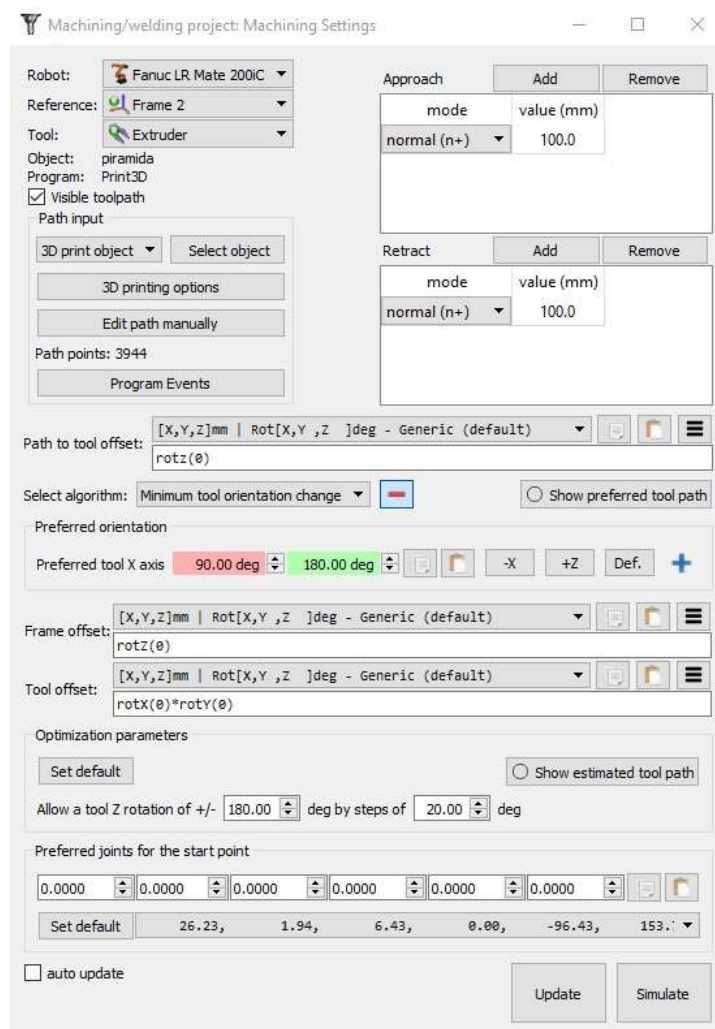 Machining/welding project: Machining Settings
Robot: Fanuc LR Mate 200iC
Reference: Frame 2
Tool: Extruder
Object: piramida
Program: Print3D
Visible toolpath
Path input
3D print object Select object
3D printing options
Edit path manually
Path points: 3944
Program Events
Approach Add Remove
mode value (mm)
normal (n+) 100.0
Retract Add Remove
mode value (mm)
normal (n+) 100.0
Path to tool offset: [X,Y,Z]mm | Rot[X,Y ,Z ]deg - Generic (default)
rotz(0)
Select algorithm: Minimum tool orientation change Show preferred tool path
Preferred orientation
Preferred tool X axis 90.00 deg 180.00 deg -X +Z Def.
Frame offset: [X,Y,Z]mm | Rot[X,Y ,Z ]deg - Generic (default)
rotZ(0)
Tool offset: [X,Y,Z]mm | Rot[X,Y ,Z ]deg - Generic (default)
rotX(0)*rotY(0)
Optimization parameters
Set default Show estimated tool path
Allow a tool Z rotation of +/- 180.00 deg by steps of 20.00 deg
Preferred joints for the start point
0.0000 0.0000 0.0000 0.0000 0.0000 0.0000
Set default 26.23, 1.94, 6.43, 0.00, -96.43, 153.
auto update
Update Simulate